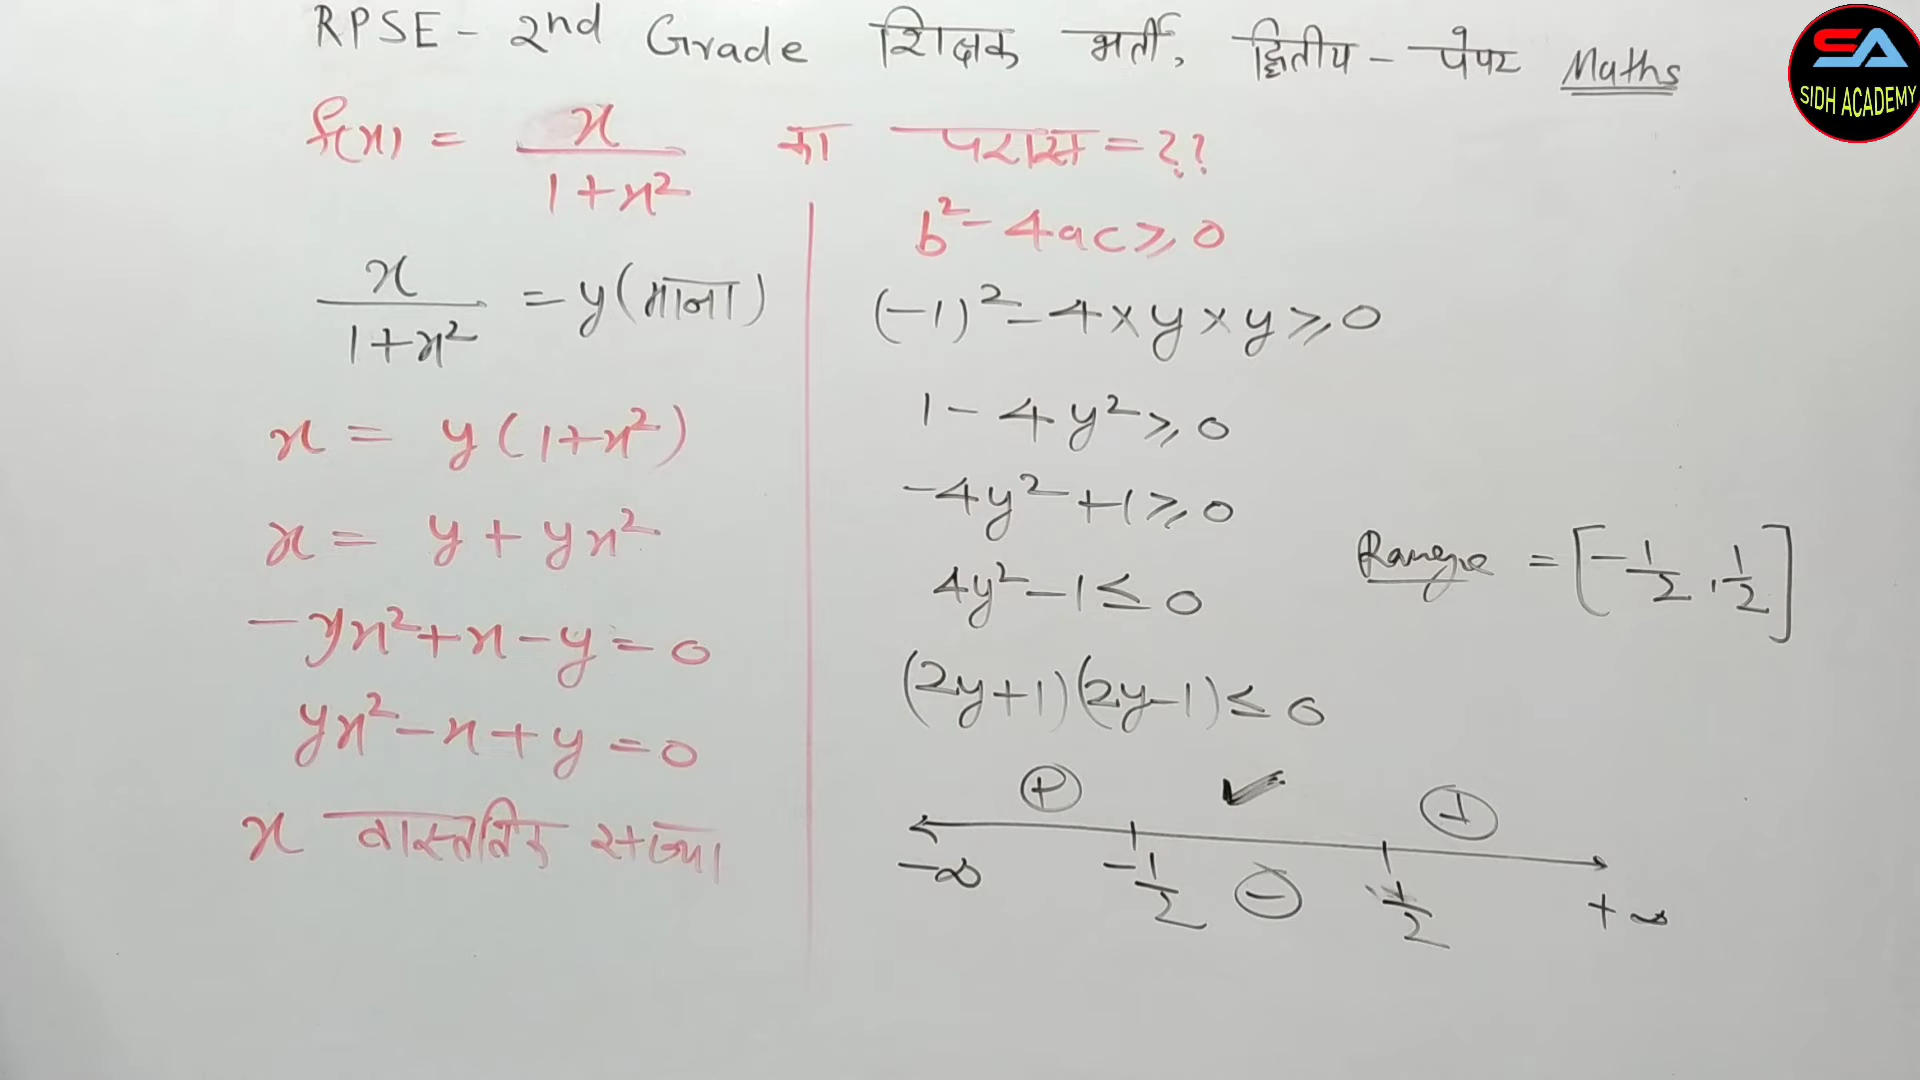 RPSE - 2nd Grade शिक्षक भर्ती, द्वितीय - पेपर Maths
SA
SIDH ACADEMY
f(x) = x/(1+x²) का परास = ??
x/(1+x²) = y (माना)
x = y(1+x²)
x = y + yx²
-yx²+x-y=0
yx²-x+y=0
x वास्तविक संख्या
b²-4ac≥0
(-1)²-4×y×y≥0
1-4y²≥0
-4y²+1≥0
4y²-1≤0
(2y+1)(2y-1)≤0
+ ✓ +
-∞ -1/2 - 1/2 +∞
Range = [-1/2, 1/2]